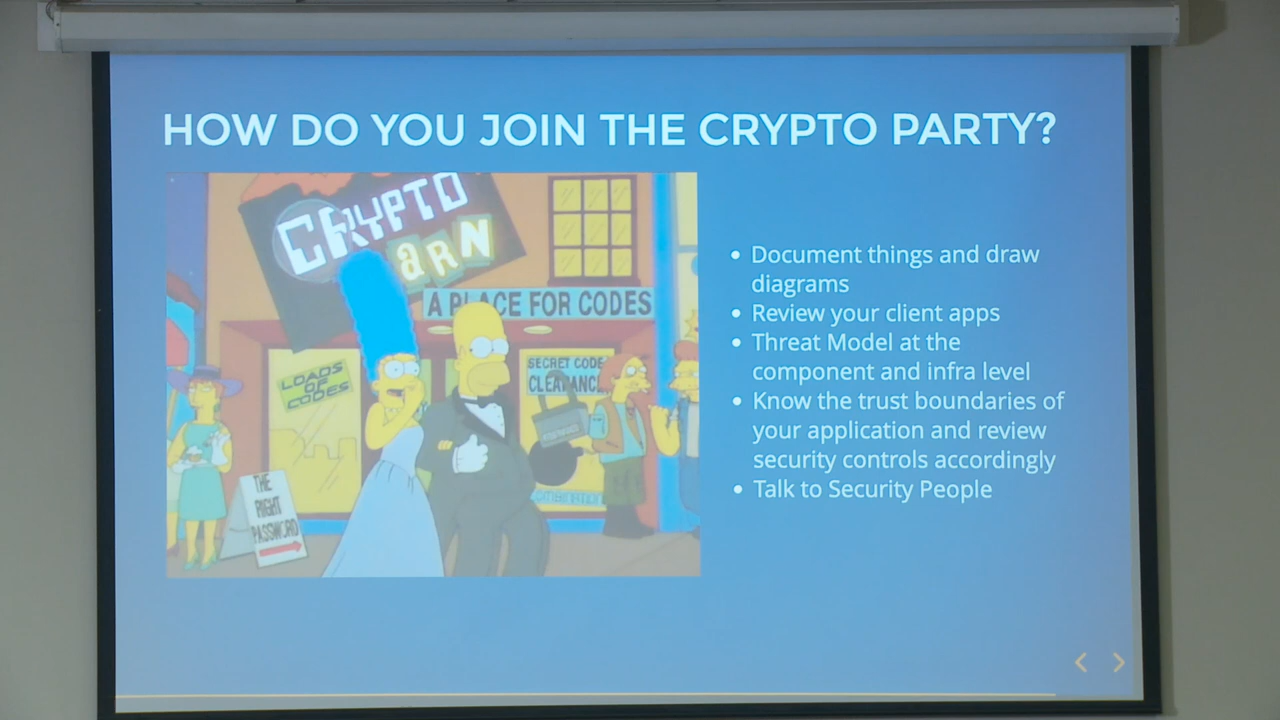 HOW DO YOU JOIN THE CRYPTO PARTY?
CRYPTO
BARN
A PLACE FOR CODES
LOADS
OF
CODES
SECRET CODE
CLEARANCE
THE
RIGHT
PASSWORD
COMBINATION
• Document things and draw
diagrams
• Review your client apps
• Threat Model at the
component and infra level
• Know the trust boundaries of
your application and review
security controls accordingly
• Talk to Security People